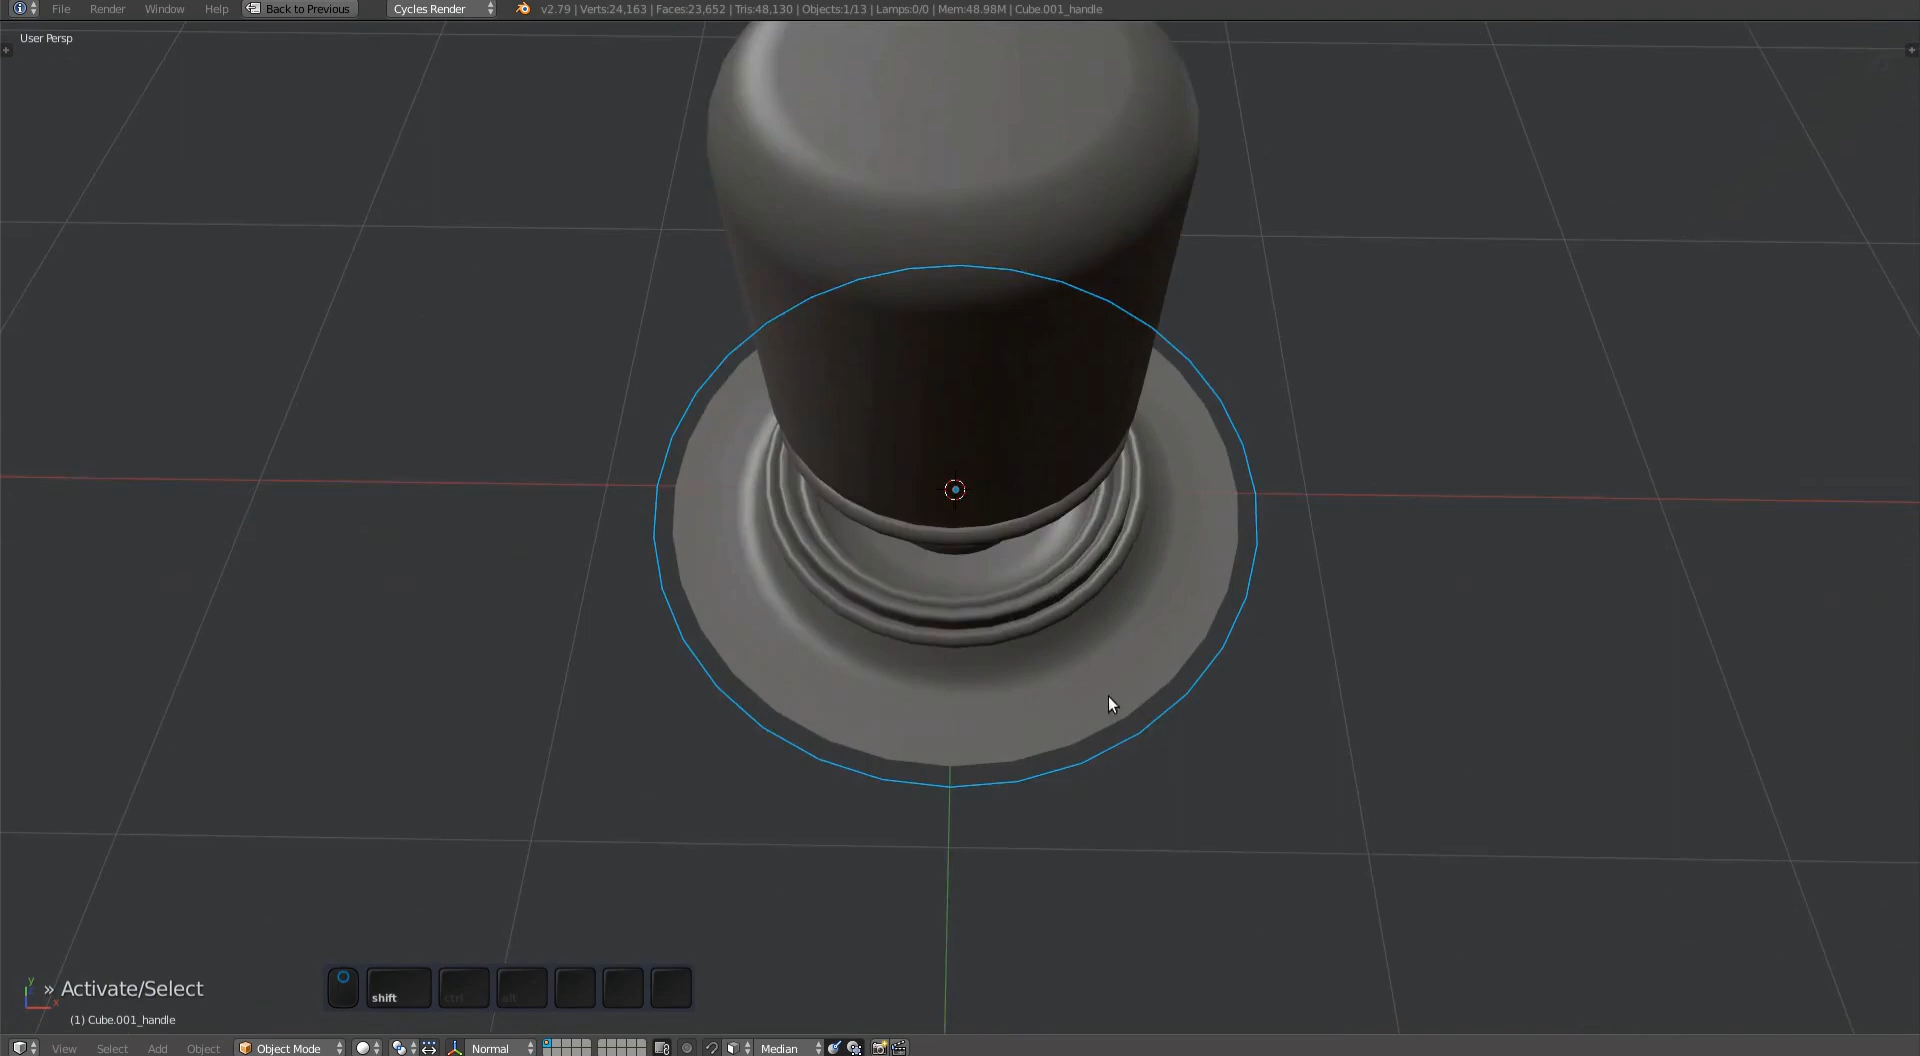 File Render Window Help Back to Previous Cycles Render v2.79 | Verts:24,163 | Faces:23,652 | Tris:48,130 | Objects:1/13 | Lamps:0/0 | Mem:48.98M | Cube.001_handle
User Persp
» Activate/Select
shift ctrl alt
y
x
(1) Cube.001_handle
View Select Add Object Object Mode Normal Median